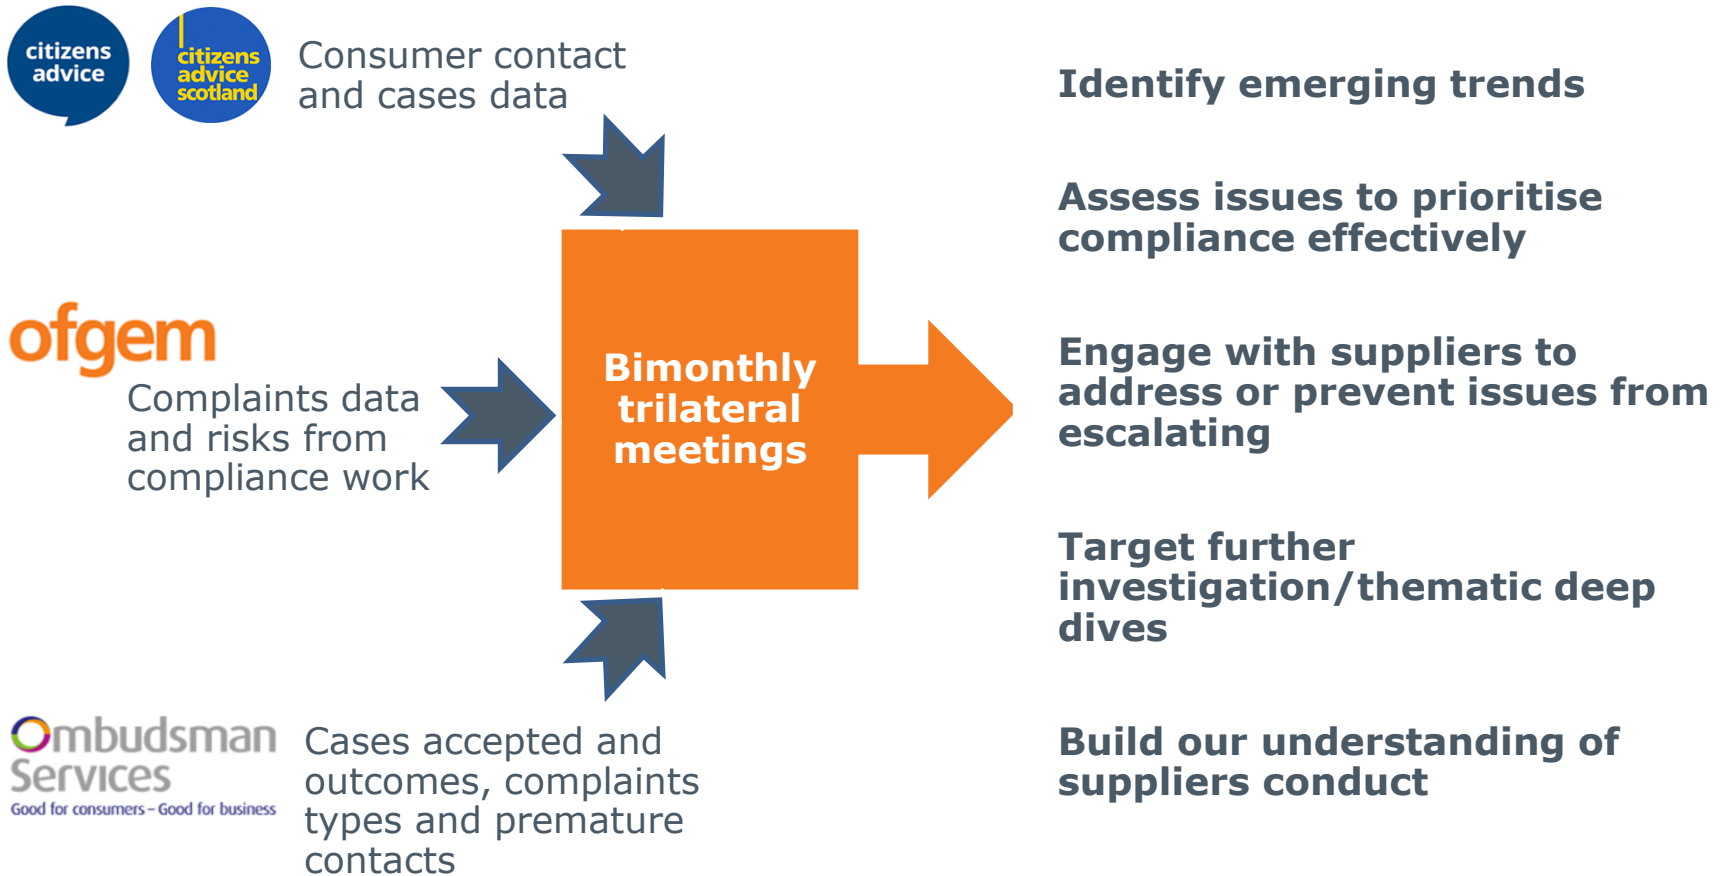 citizens
advice
citizens
advice
scotland
Consumer contact
and cases data
ofgem
Complaints data
and risks from
compliance work
Ombudsman
Services
Good for consumers – Good for business
Cases accepted and
outcomes, complaints
types and premature
contacts
Bimonthly
trilateral
meetings
Identify emerging trends
Assess issues to prioritise
compliance effectively
Engage with suppliers to
address or prevent issues from
escalating
Target further
investigation/thematic deep
dives
Build our understanding of
suppliers conduct